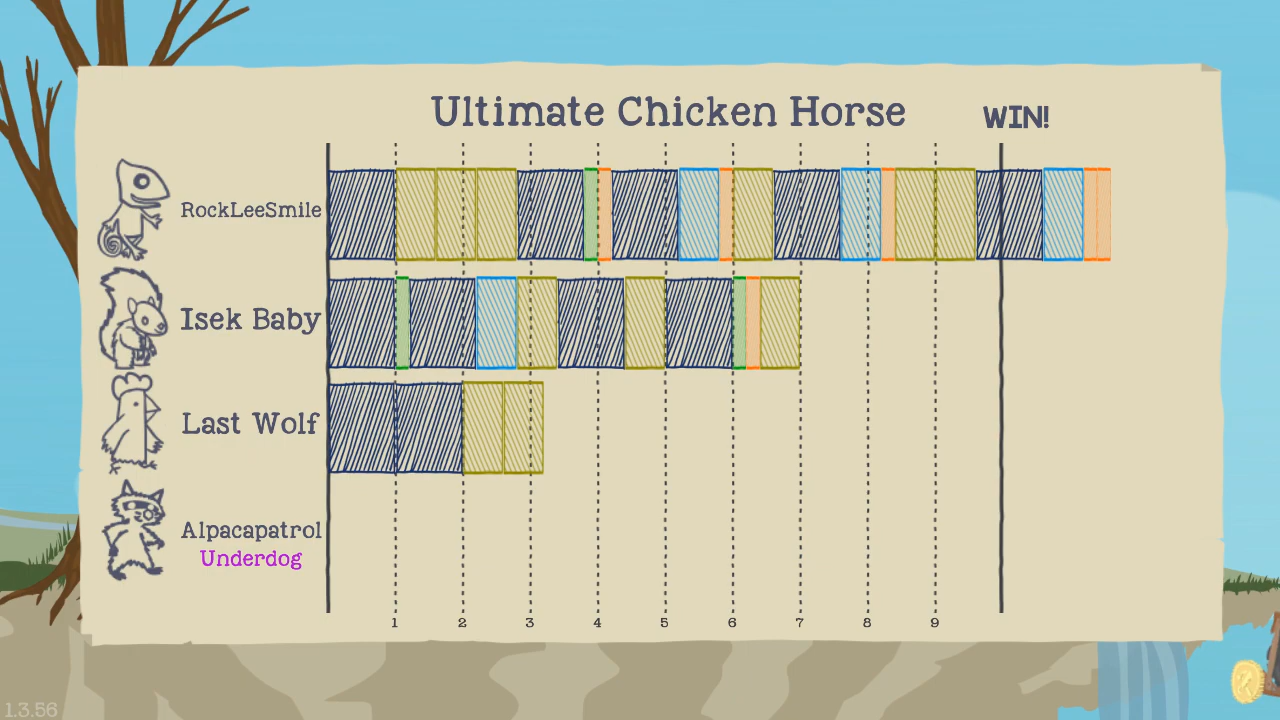 Ultimate Chicken Horse
WIN!
RockLeeSmile
Isek Baby
Last Wolf
Alpacapatrol
Underdog
1 2 3 4 5 6 7 8 9
1.3.56